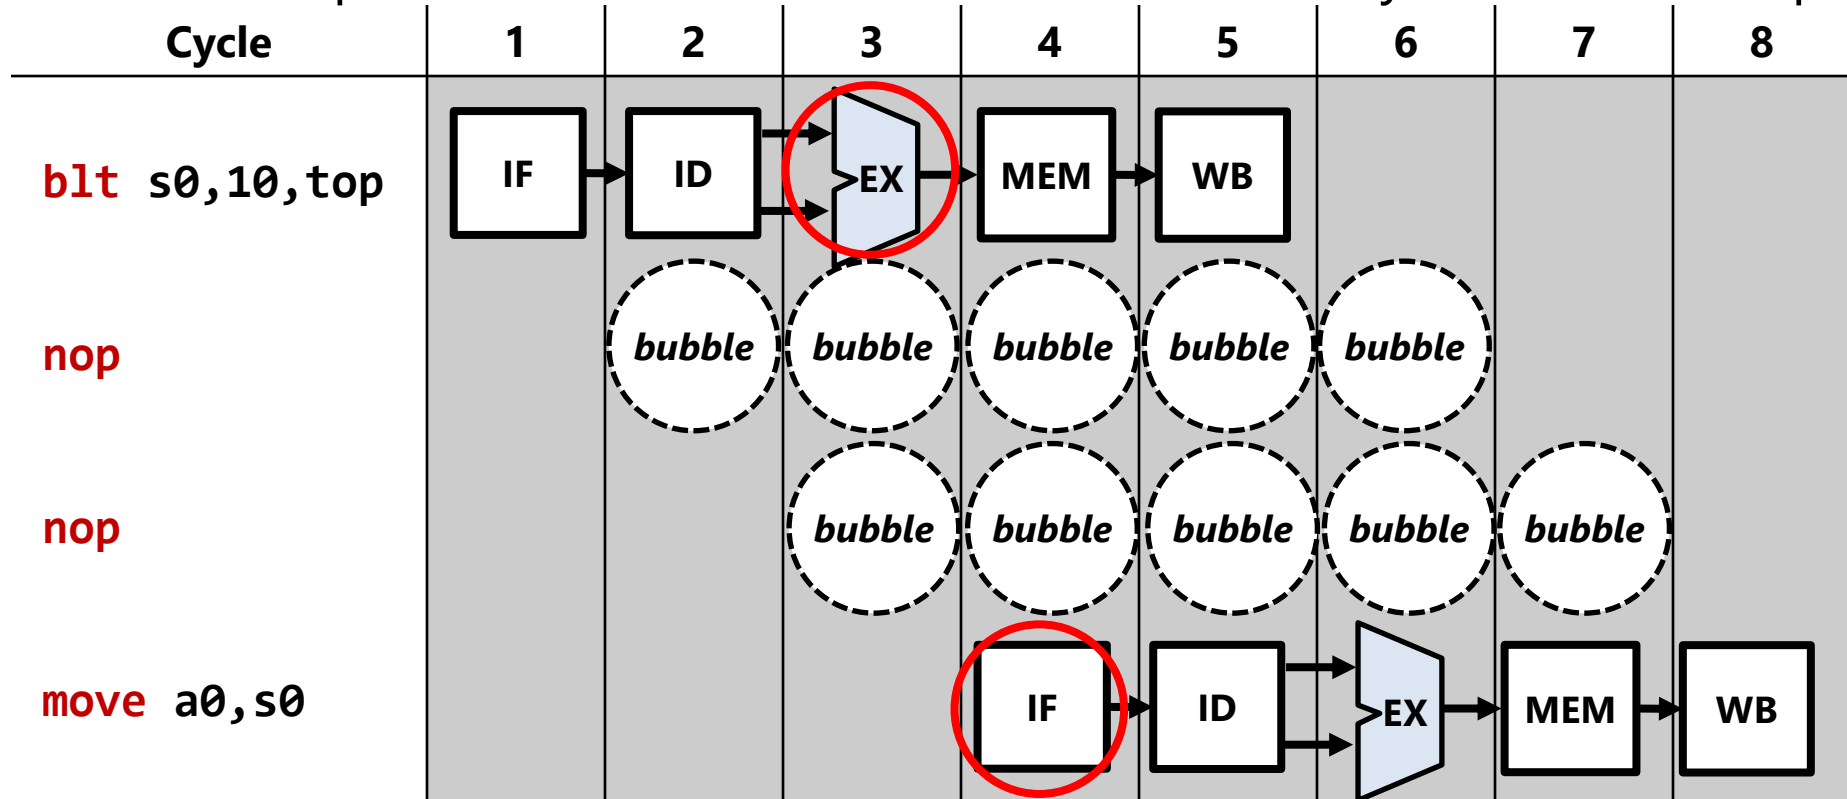 Cycle 1 2 3 4 5 6 7 8
blt s0,10,top IF ID EX MEM WB
nop bubble bubble bubble bubble bubble
nop bubble bubble bubble bubble bubble
move a0,s0 IF ID EX MEM WB